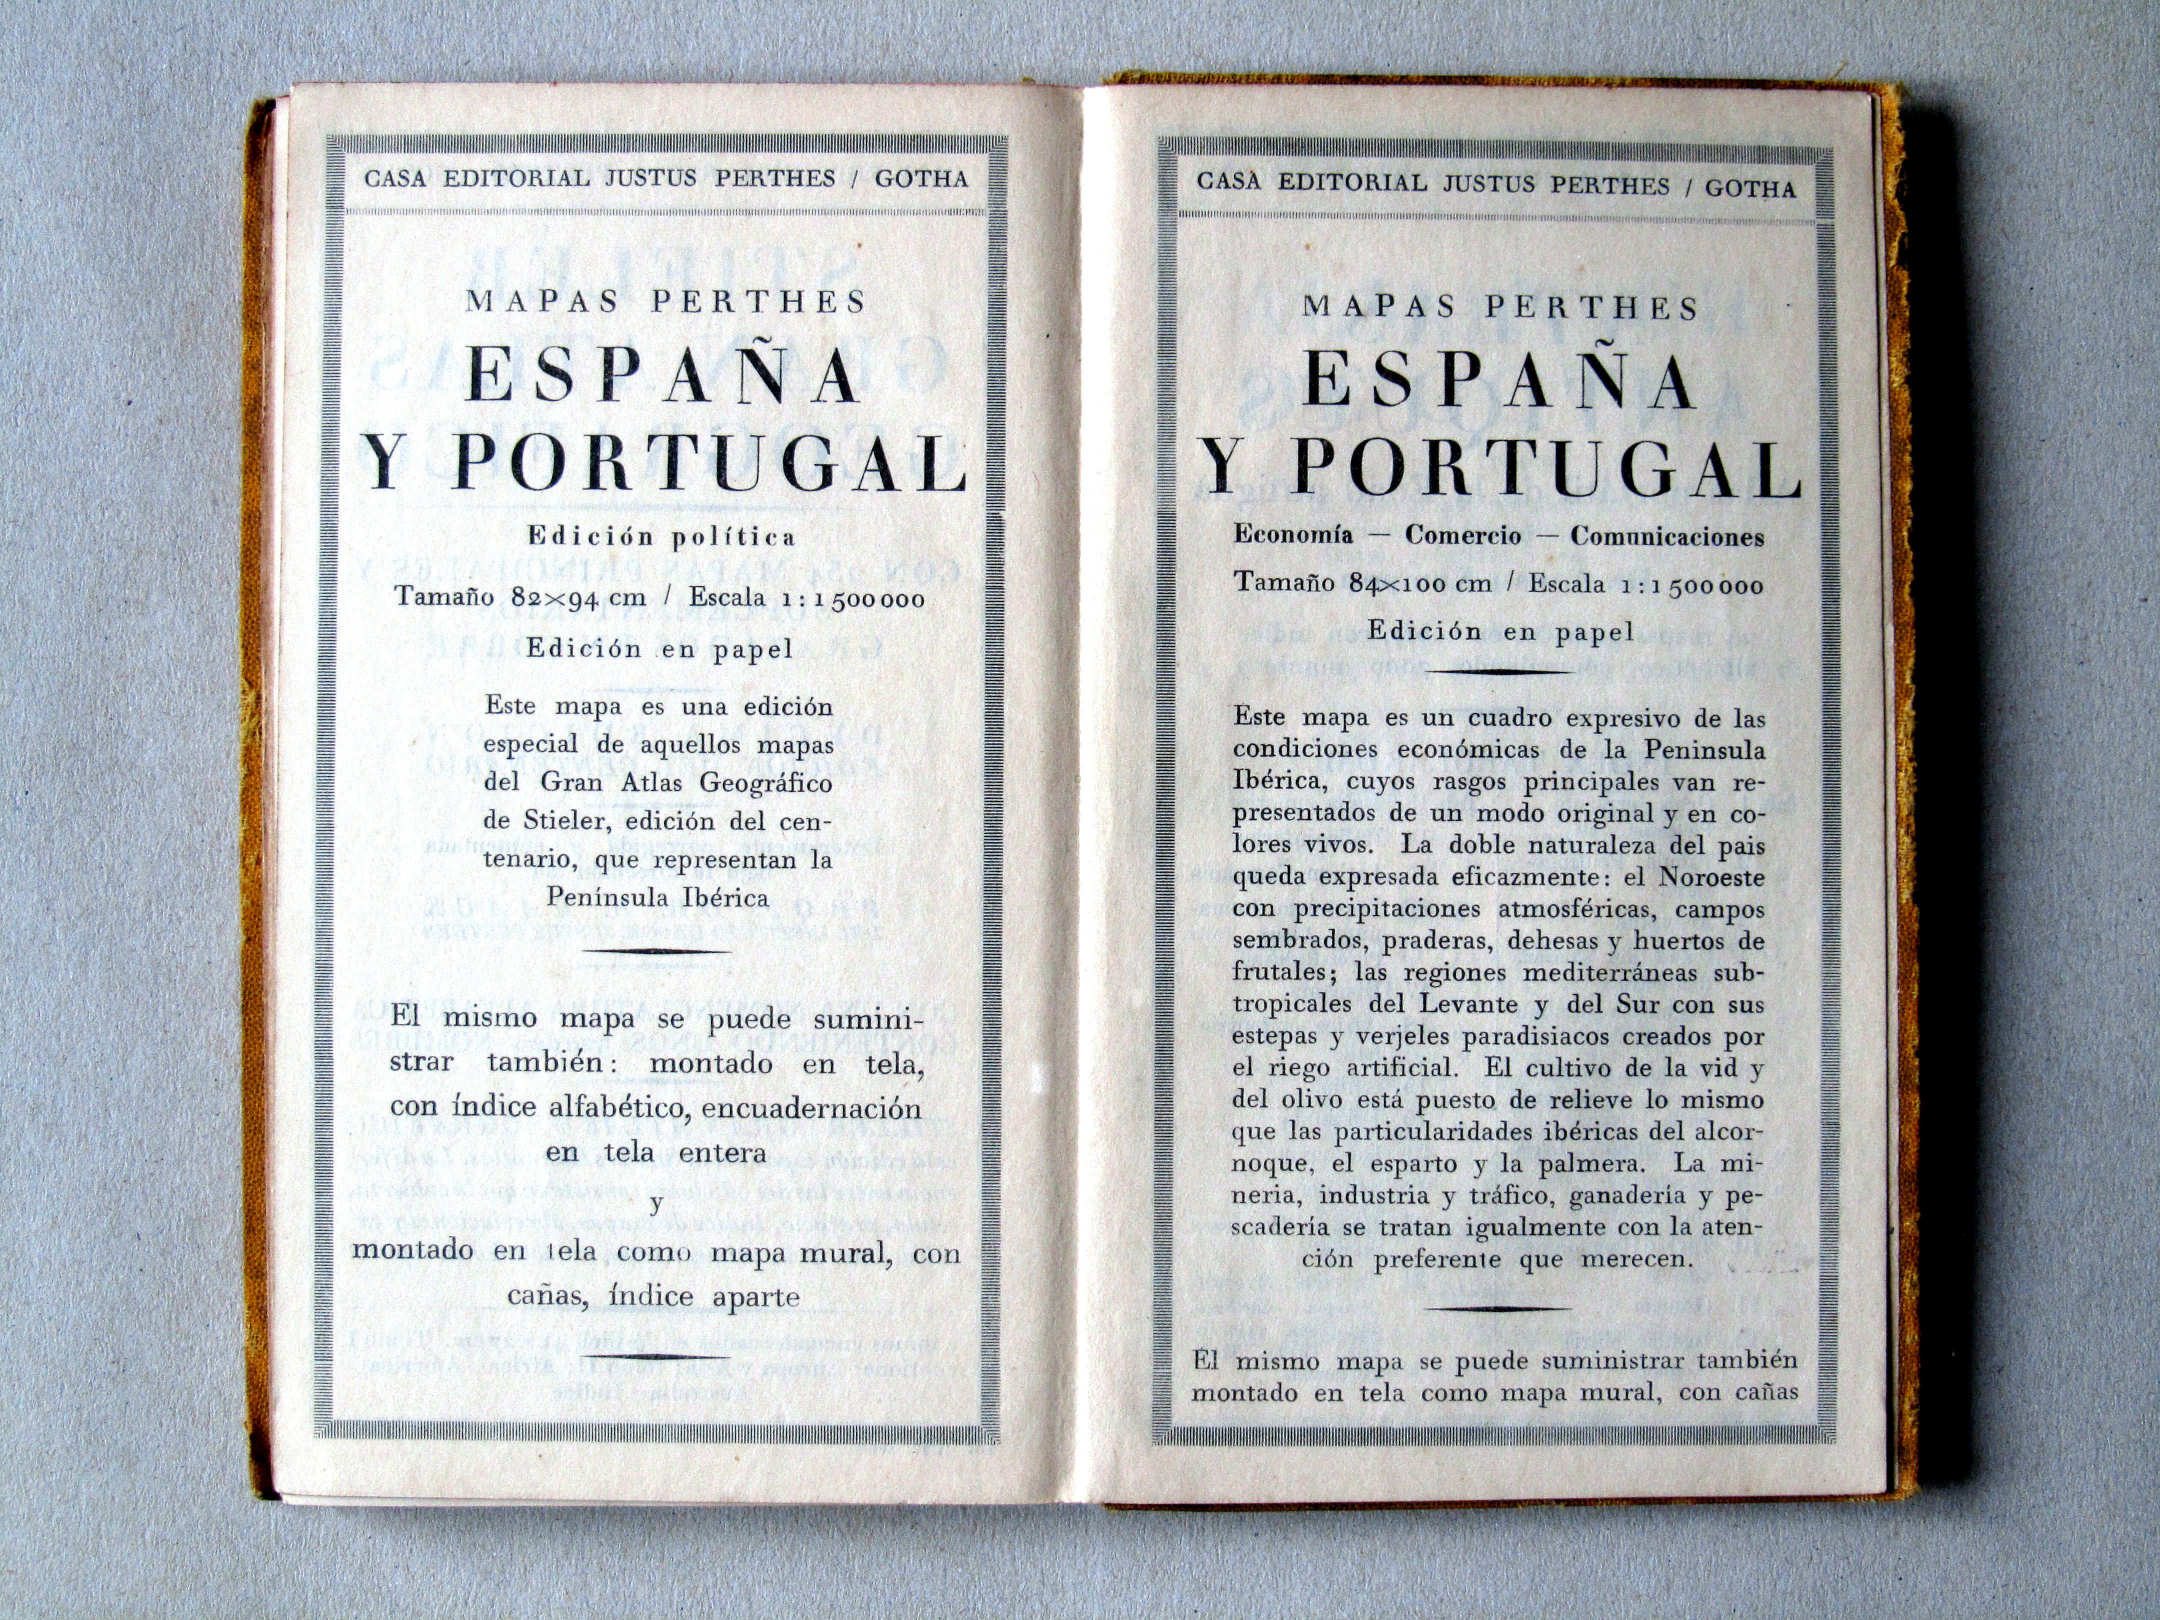 CASA EDITORIAL JUSTUS PERTHES / GOTHA
MAPAS PERTHES
ESPAÑA
Y PORTUGAL
Edición política
Tamaño 82×94 cm / Escala 1:1 500 000
Edición en papel
Este mapa es una edición
especial de aquellos mapas
del Gran Atlas Geográfico
de Stieler, edición del cen-
tenario, que representan la
Península Ibérica
El mismo mapa se puede sumini-
strar también: montado en tela,
con índice alfabético, encuadernación
en tela entera
y
montado en tela como mapa mural, con
cañas, índice aparte
CASA EDITORIAL JUSTUS PERTHES / GOTHA
MAPAS PERTHES
ESPAÑA
Y PORTUGAL
Economía — Comercio — Comunicaciones
Tamaño 84×100 cm / Escala 1:1 500 000
Edición en papel
Este mapa es un cuadro expresivo de las
condiciones económicas de la Peninsula
Ibérica, cuyos rasgos principales van re-
presentados de un modo original y en co-
lores vivos. La doble naturaleza del pais
queda expresada eficazmente: el Noroeste
con precipitaciones atmosféricas, campos
sembrados, praderas, dehesas y huertos de
frutales; las regiones mediterráneas sub-
tropicales del Levante y del Sur con sus
estepas y verjeles paradisiacos creados por
el riego artificial. El cultivo de la vid y
del olivo está puesto de relieve lo mismo
que las particularidades ibéricas del alcor-
noque, el esparto y la palmera. La mi-
neria, industria y tráfico, ganadería y pe-
scadería se tratan igualmente con la aten-
ción preferente que merecen.
El mismo mapa se puede suministrar también
montado en tela como mapa mural, con cañas